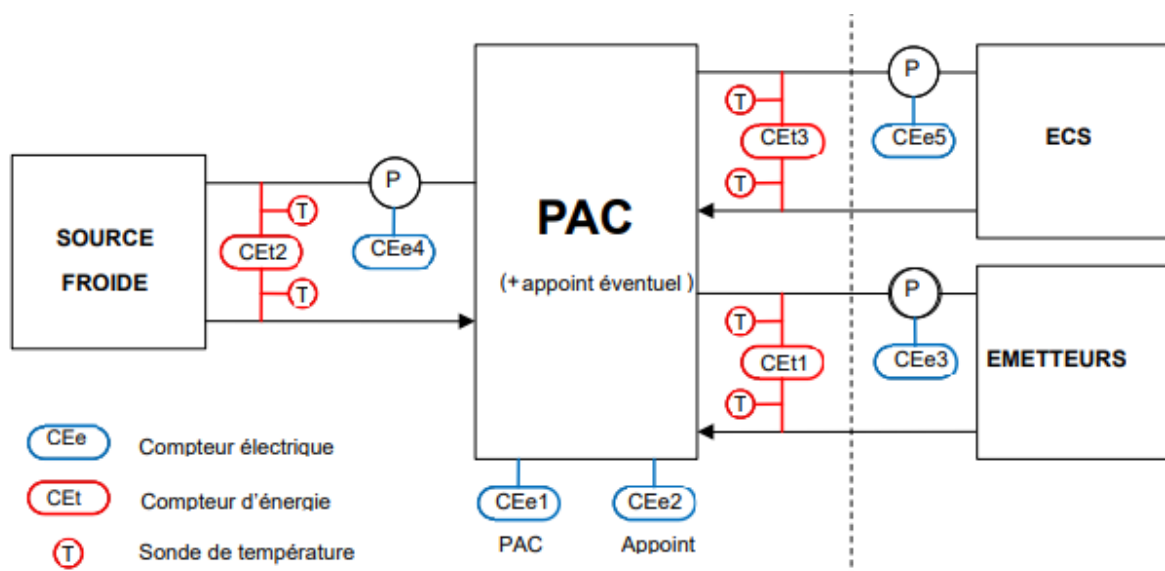 P
T
CEt3
CEe5
ECS
T
P
T
SOURCE
CEt2
CEe4
PAC
FROIDE
T
(+ appoint éventuel )
P
T
CEt1
CEe3
EMETTEURS
T
CEe
Compteur électrique
CEt
Compteur d'énergie
CEe1
CEe2
T
Sonde de température
PAC
Appoint